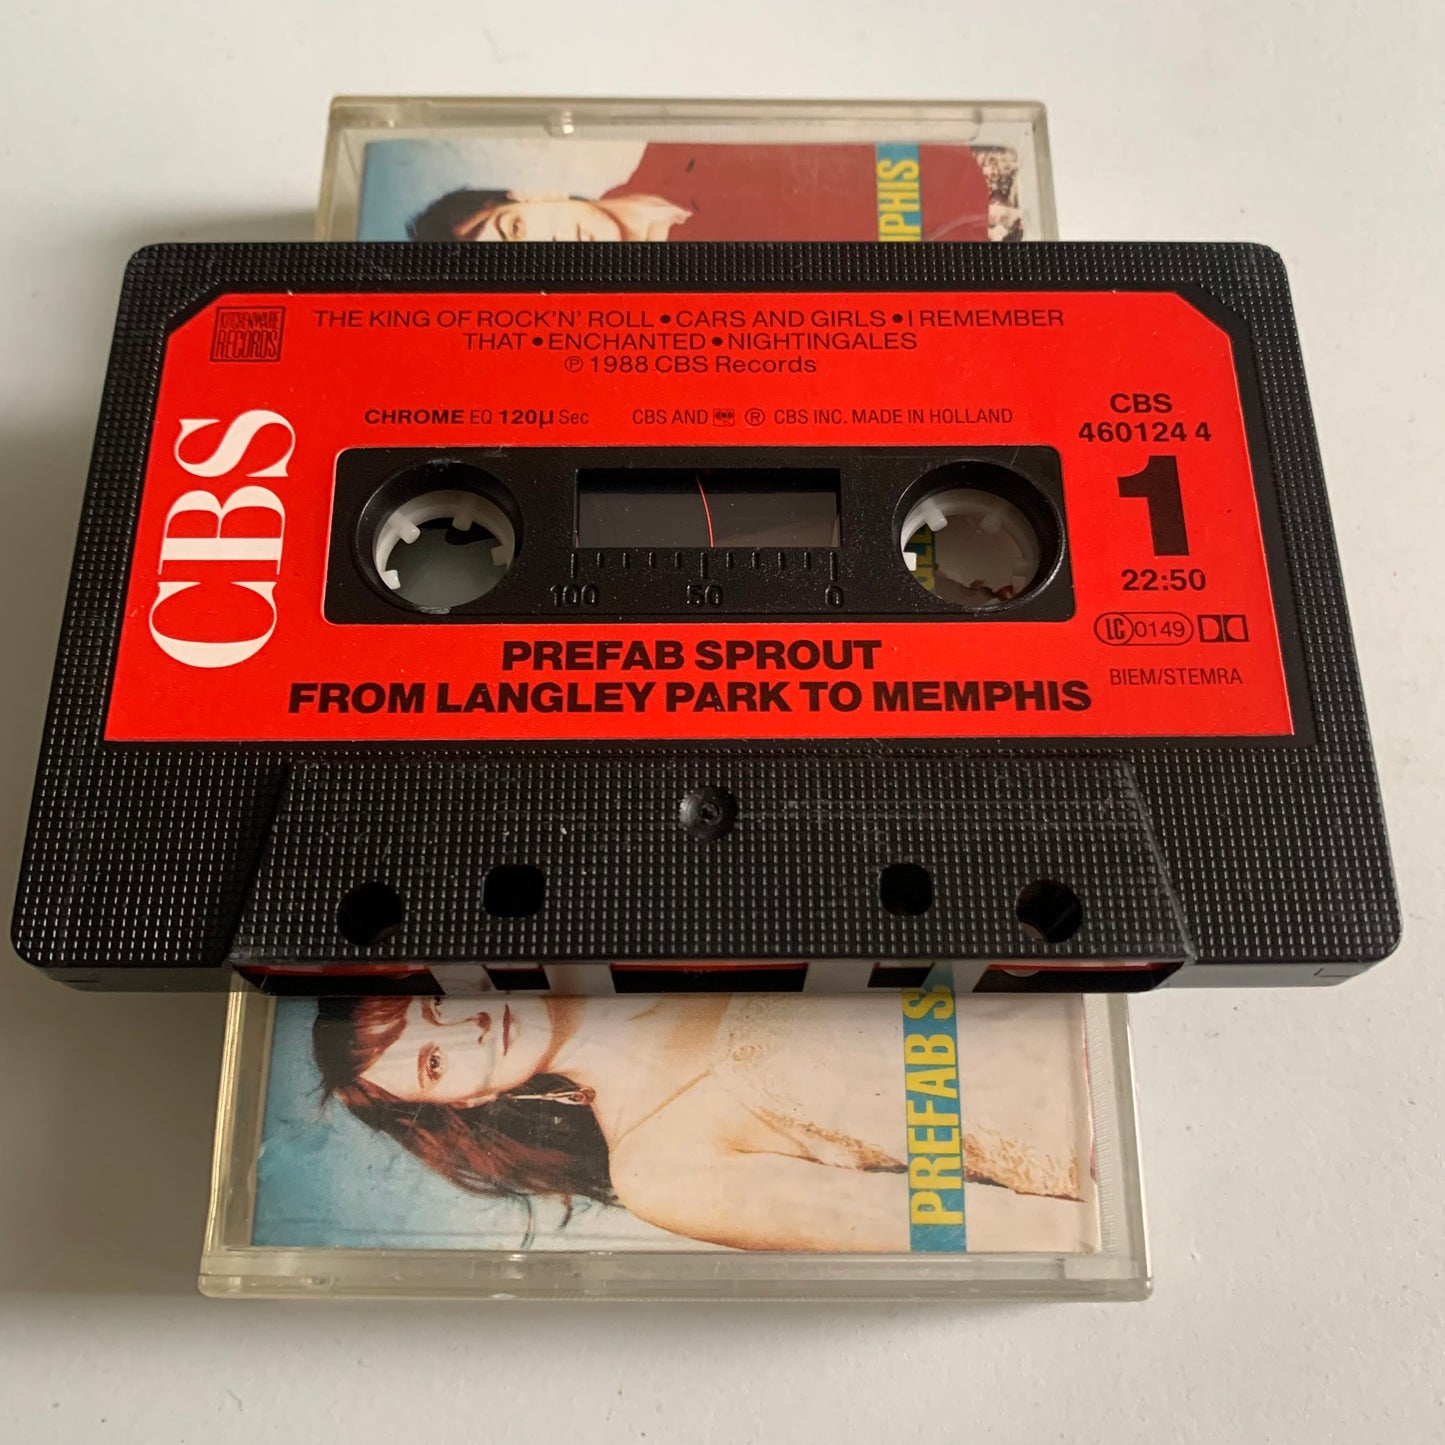 MPHIS
KITCHENWARE
RECORDS
THE KING OF ROCK'N' ROLL • CARS AND GIRLS • I REMEMBER
THAT • ENCHANTED • NIGHTINGALES
℗ 1988 CBS Records
CHROME EQ 120µ Sec CBS AND ® CBS INC. MADE IN HOLLAND
CBS
460124 4
1
22:50
LC 0149
BIEM/STEMRA
CBS
100 50 0
PREFAB SPROUT
FROM LANGLEY PARK TO MEMPHIS
PREFAB S